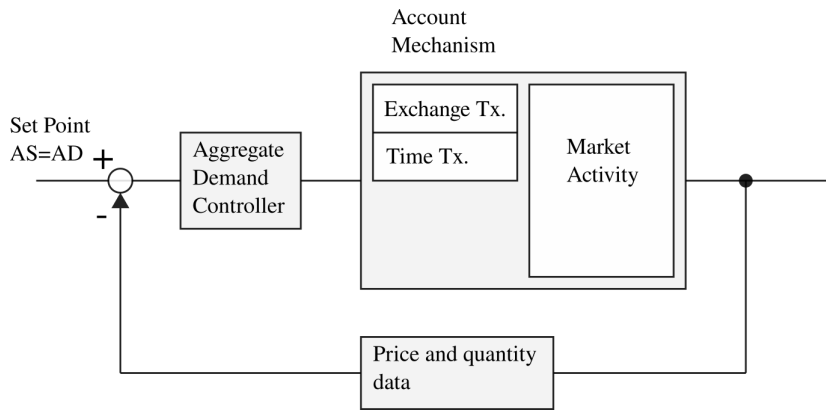 Account
Mechanism
Set Point
AS=AD
+
-
Aggregate
Demand
Controller
Exchange Tx.
Time Tx.
Market
Activity
Price and quantity
data